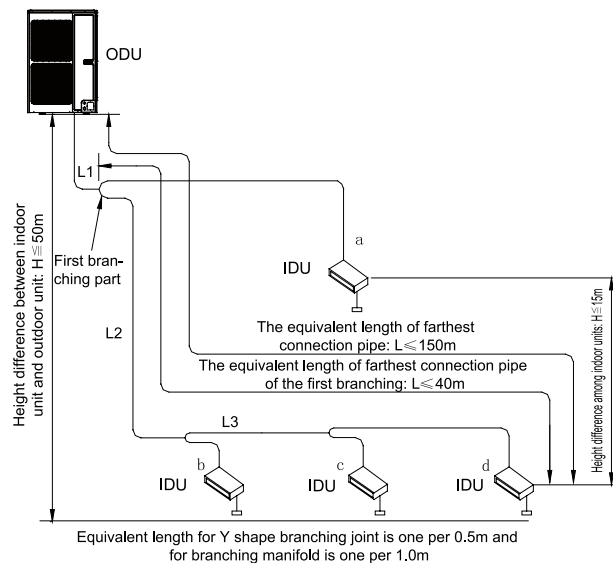 ODU
L1
a
First bran-
ching part
IDU
Height difference between indoor
unit and outdoor unit: H≦50m
L2
The equivalent length of farthest
connection pipe: L≤150m
The equivalent length of farthest connection pipe
of the first branching: L≤40m
Height difference among indoor units: H≦15m
L3
b
c
d
IDU
IDU
IDU
Equivalent length for Y shape branching joint is one per 0.5m and
for branching manifold is one per 1.0m